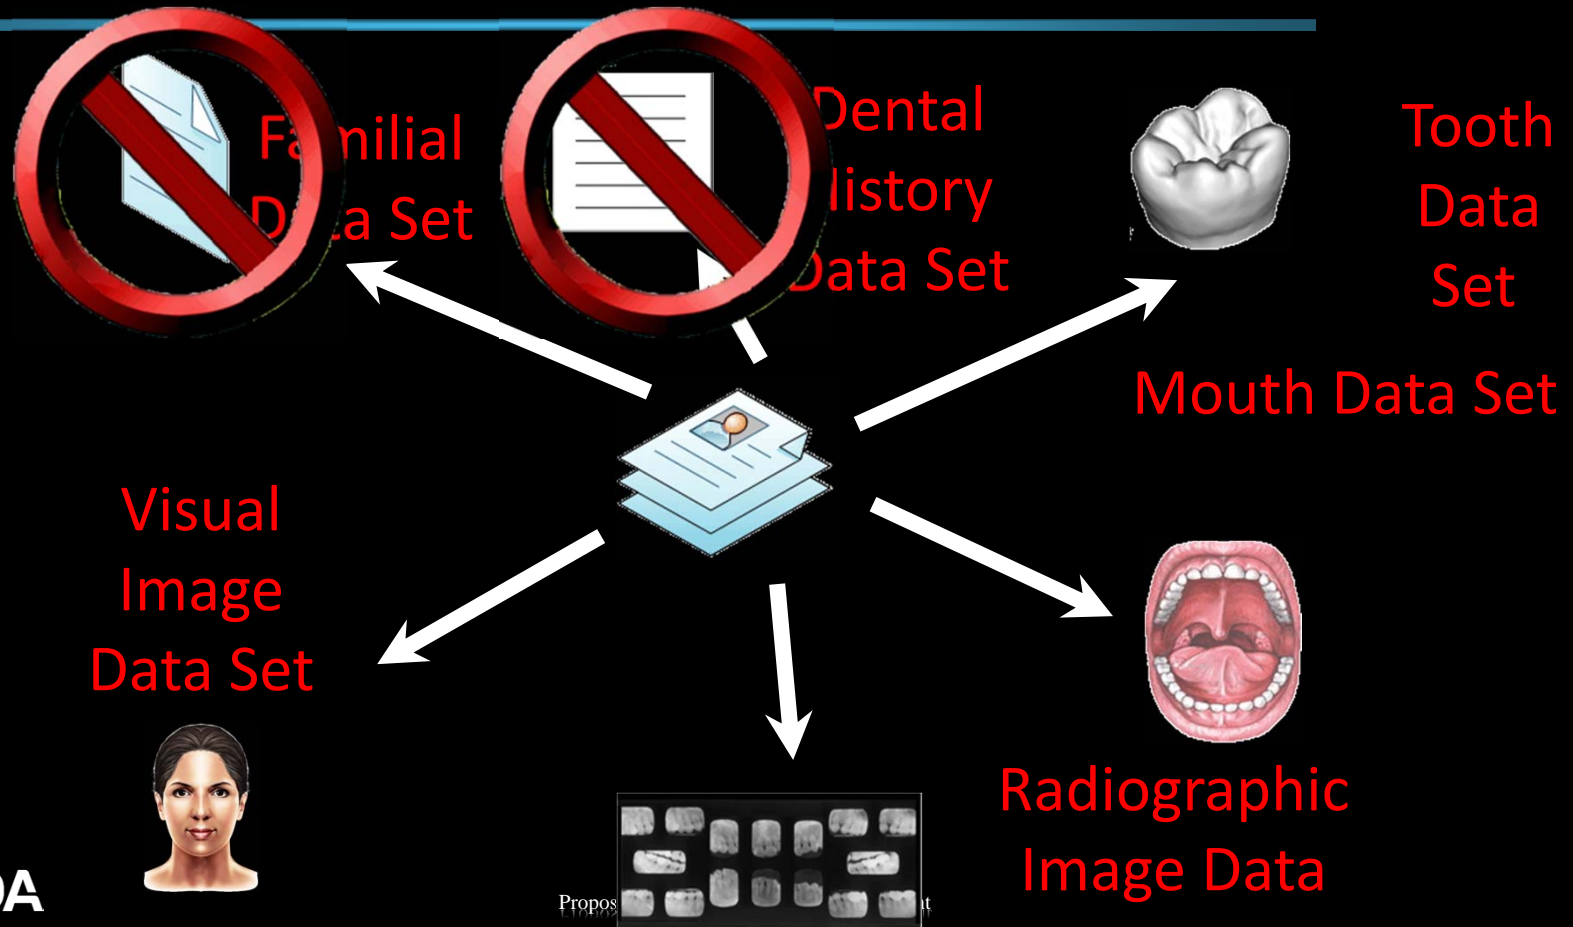 Familial
Data Set
Dental
History
Data Set
Tooth
Data
Set
Mouth Data Set
Visual
Image
Data Set
Radiographic
Image Data